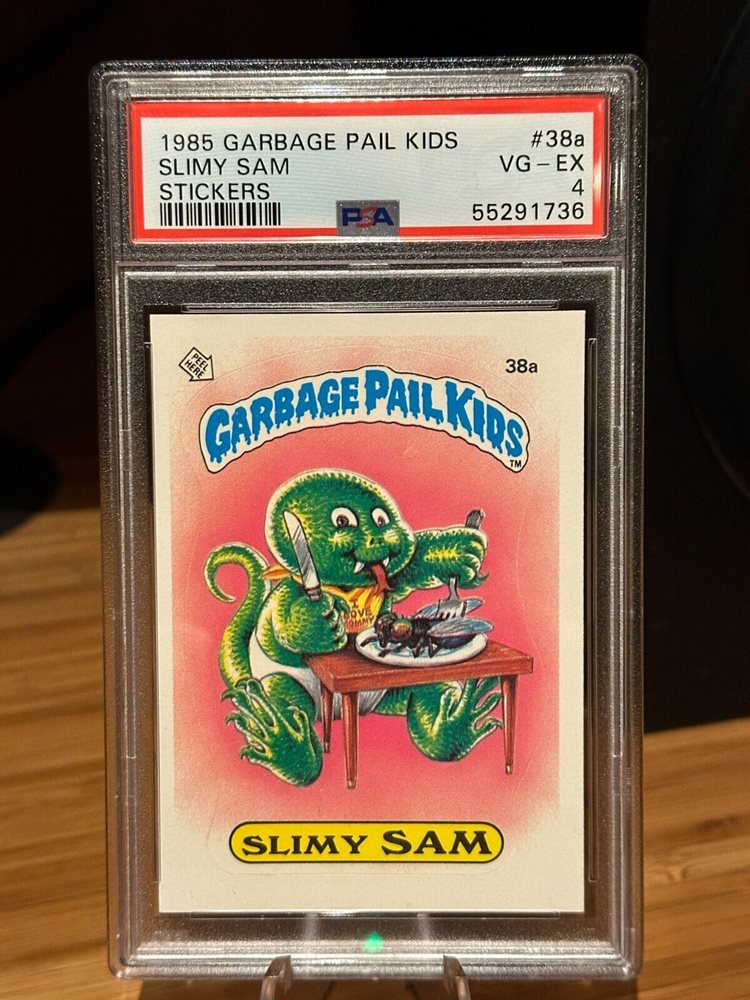 1985 GARBAGE PAIL KIDS #38a
SLIMY SAM VG-EX
STICKERS 4
PSA 55291736
PEEL HERE
38a
GARBAGE PAIL KIDS TM
I
LOVE
MOMMY
SLIMY SAM